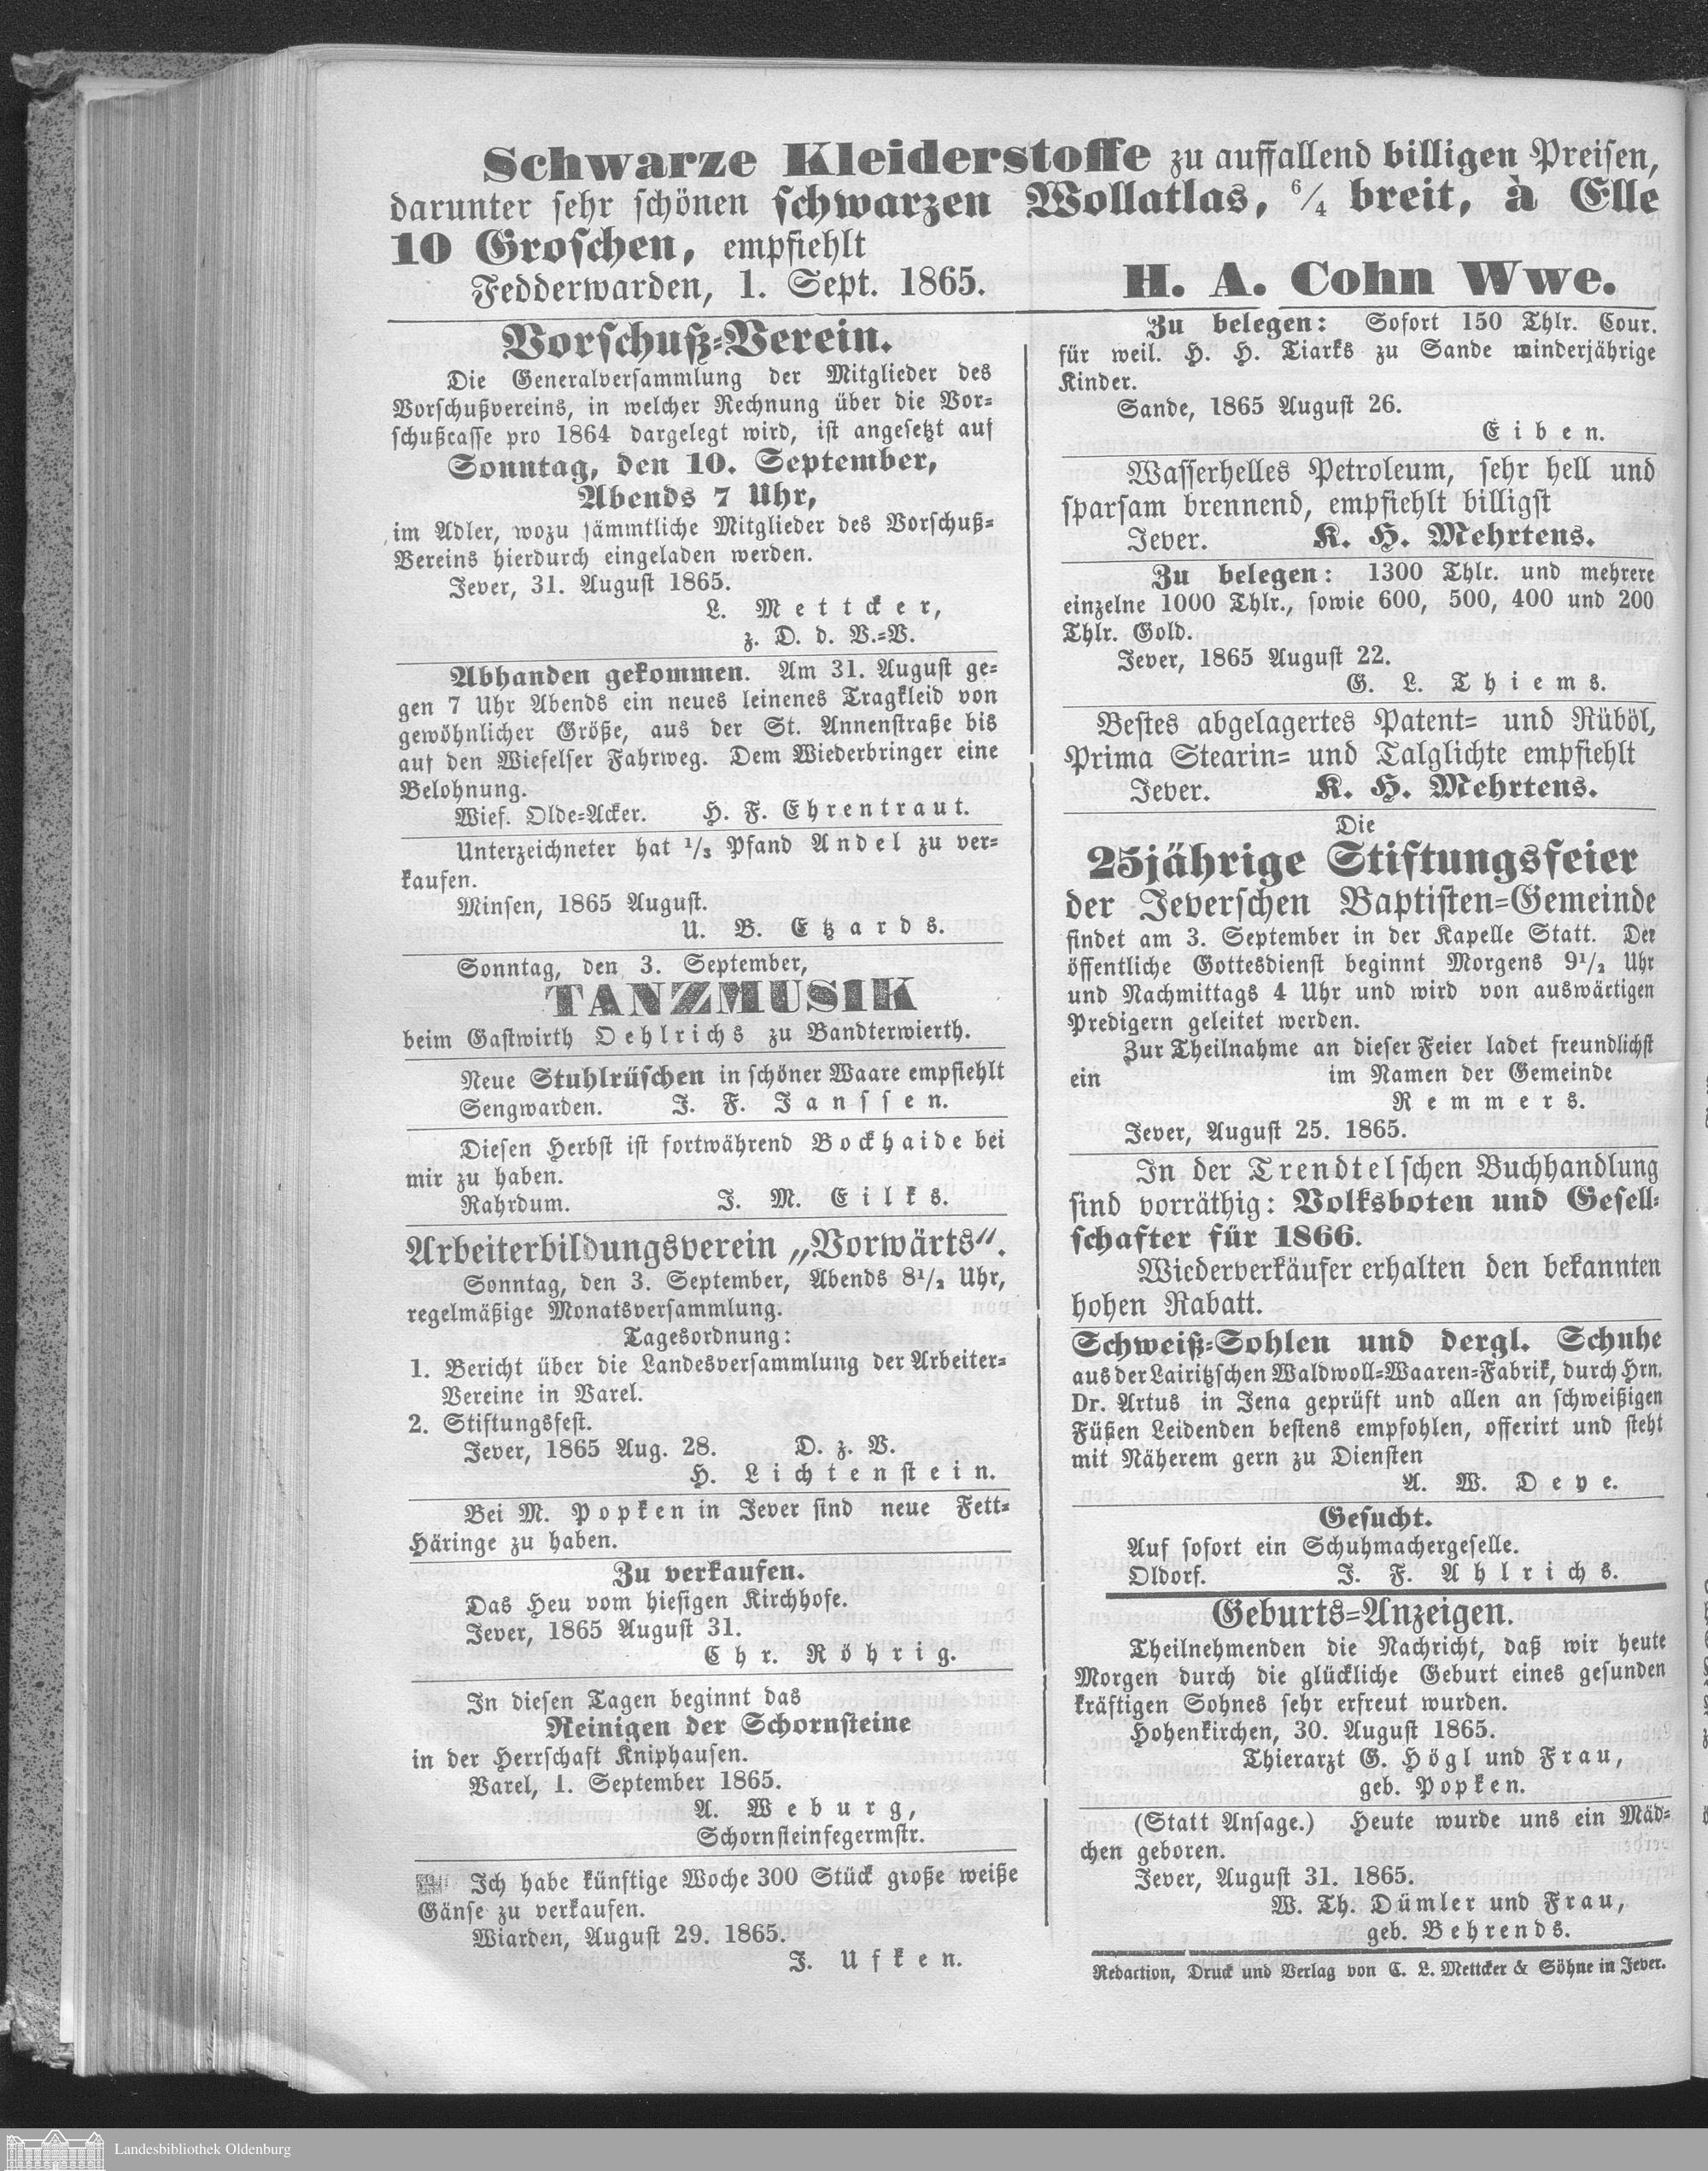 Schwarze Kleiderstoffe zu auffallend billigen Preisen,
darunter sehr schönen schwarzen Wollatlas, 6/4 breit, à Elle
10 Groschen, empfiehlt
Fedderwarden, 1. Sept. 1865.
H. A. Cohn Wwe.
Vorschuß-Verein.
Die Generalversammlung der Mitglieder des
Vorschußvereins, in welcher Rechnung über die Vor-
schußcasse pro 1864 dargelegt wird, ist angesetzt auf
Sonntag, den 10. September,
Abends 7 Uhr,
im Adler, wozu sämmtliche Mitglieder des Vorschuß-
Vereins hierdurch eingeladen werden.
Jever, 31. August 1865.
L. Mettcker,
z. D. d. V.-V.
Abhanden gekommen. Am 31. August ge-
gen 7 Uhr Abends ein neues leinenes Tragkleid von
gewöhnlicher Größe, aus der St. Annenstraße bis
auf den Wiefelser Fahrweg. Dem Wiederbringer eine
Belohnung.
Wief. Olde-Acker. H. F. Ehrentraut.
Unterzeichneter hat 1/3 Pfand Andel zu ver-
kaufen.
Minsen, 1865 August.
U. B. Etzards.
Sonntag, den 3. September,
TANZMUSIK
beim Gastwirth Oehlrichs zu Bandterwierth.
Neue Stuhlrüschen in schöner Waare empfiehlt
Sengwarden. J. F. Janssen.
Diesen Herbst ist fortwährend Bockhaide bei
mir zu haben.
Rahrdum. J. M. Eilks.
Arbeiterbildungsverein „Vorwärts“.
Sonntag, den 3. September, Abends 8 1/2 Uhr,
regelmäßige Monatsversammlung.
Tagesordnung:
1. Bericht über die Landesversammlung der Arbeiter-
Vereine in Varel.
2. Stiftungsfest.
Jever, 1865 Aug. 28. D. z. V.
H. Lichtenstein.
Bei M. Popken in Jever sind neue Fett-
Häringe zu haben.
Zu verkaufen.
Das Heu vom hiesigen Kirchhofe.
Jever, 1865 August 31.
Chr. Röhrig.
In diesen Tagen beginnt das
Reinigen der Schornsteine
in der Herrschaft Kniphausen.
Varel, 1. September 1865.
A. Weburg,
Schornsteinfegermstr.
Ich habe künftige Woche 300 Stück große weiße
Gänse zu verkaufen.
Wiarden, August 29. 1865.
J. Ufken.
Zu belegen: Sofort 150 Thlr. Cour.
für weil. H. H. Tiarks zu Sande minderjährige
Kinder.
Sande, 1865 August 26.
Eiben.
Wasserhelles Petroleum, sehr hell und
sparsam brennend, empfiehlt billigst
Jever. K. H. Mehrtens.
Zu belegen: 1300 Thlr. und mehrere
einzelne 1000 Thlr., sowie 600, 500, 400 und 200
Thlr. Gold.
Jever, 1865 August 22.
G. L. Thiems.
Bestes abgelagertes Patent- und Rüböl,
Prima Stearin- und Talglichte empfiehlt
Jever. K. H. Mehrtens.
Die
25jährige Stiftungsfeier
der Jeverschen Baptisten-Gemeinde
findet am 3. September in der Kapelle Statt. Der
öffentliche Gottesdienst beginnt Morgens 9 1/2 Uhr
und Nachmittags 4 Uhr und wird von auswärtigen
Predigern geleitet werden.
Zur Theilnahme an dieser Feier ladet freundlichst
ein im Namen der Gemeinde
Remmers.
Jever, August 25. 1865.
In der Trendtelschen Buchhandlung
sind vorräthig: Volksboten und Gesell-
schafter für 1866.
Wiederverkäufer erhalten den bekannten
hohen Rabatt.
Schweiß-Sohlen und dergl. Schuhe
aus der Lairitzschen Waldwoll-Waaren-Fabrik, durch Hrn.
Dr. Artus in Jena geprüft und allen an schweißigen
Füßen Leidenden bestens empfohlen, offerirt und steht
mit Näherem gern zu Diensten
A. W. Deye.
Gesucht.
Auf sofort ein Schuhmachergeselle.
Oldorf. J. F. Ahlrichs.
Geburts-Anzeigen.
Theilnehmenden die Nachricht, daß wir heute
Morgen durch die glückliche Geburt eines gesunden
kräftigen Sohnes sehr erfreut wurden.
Hohenkirchen, 30. August 1865.
Thierarzt G. Högl und Frau,
geb. Popken.
(Statt Ansage.) Heute wurde uns ein Mäd-
chen geboren.
Jever, August 31. 1865.
W. Th. Dümler und Frau,
geb. Behrends.
Redaction, Druck und Verlag von C. L. Mettcker & Söhne in Jever.
Landesbibliothek Oldenburg